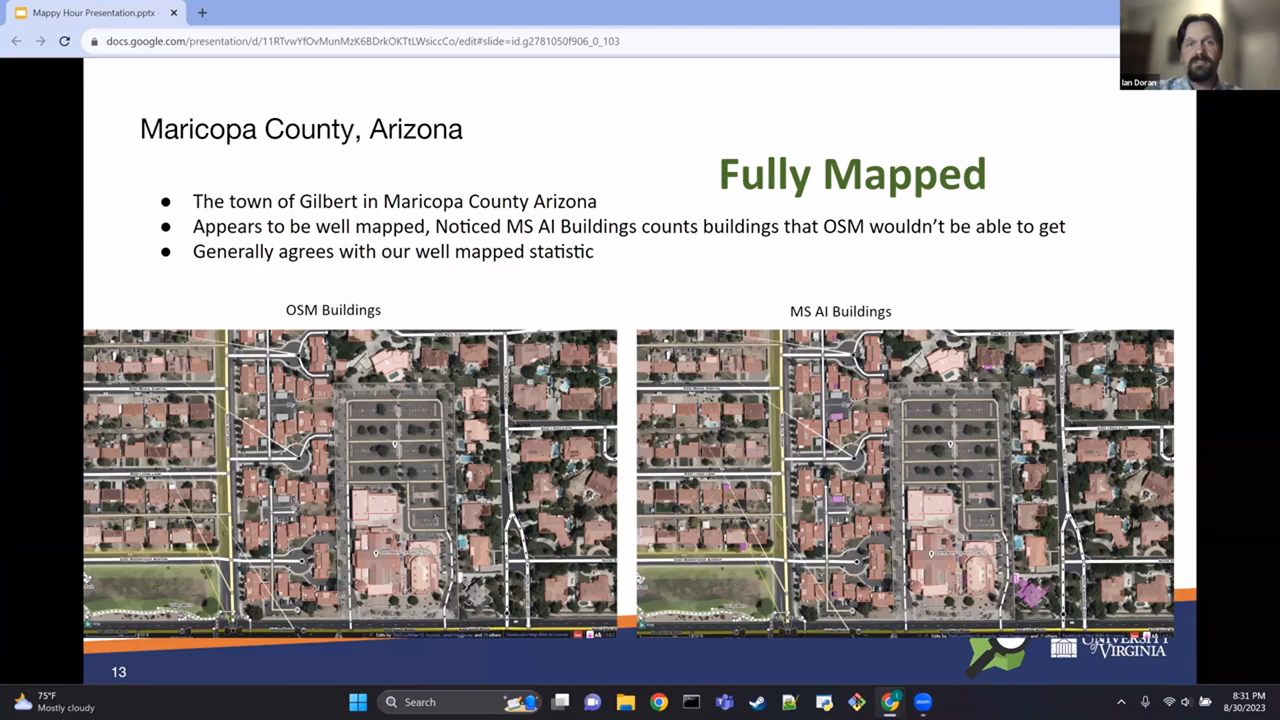 Mappy Hour Presentation.pptx
docs.google.com/presentation/d/11RTvwYfOvMunMzK6BDrkOKTtLWsiccCo/edit#slide=id.g2781050f906_0_103
Ian Doran
Maricopa County, Arizona
Fully Mapped
● The town of Gilbert in Maricopa County Arizona
● Appears to be well mapped, Noticed MS AI Buildings counts buildings that OSM wouldn't be able to get
● Generally agrees with our well mapped statistic
OSM Buildings
MS AI Buildings
UNIVERSITY
of VIRGINIA
13
75°F
Mostly cloudy
Search
8:31 PM
8/30/2023